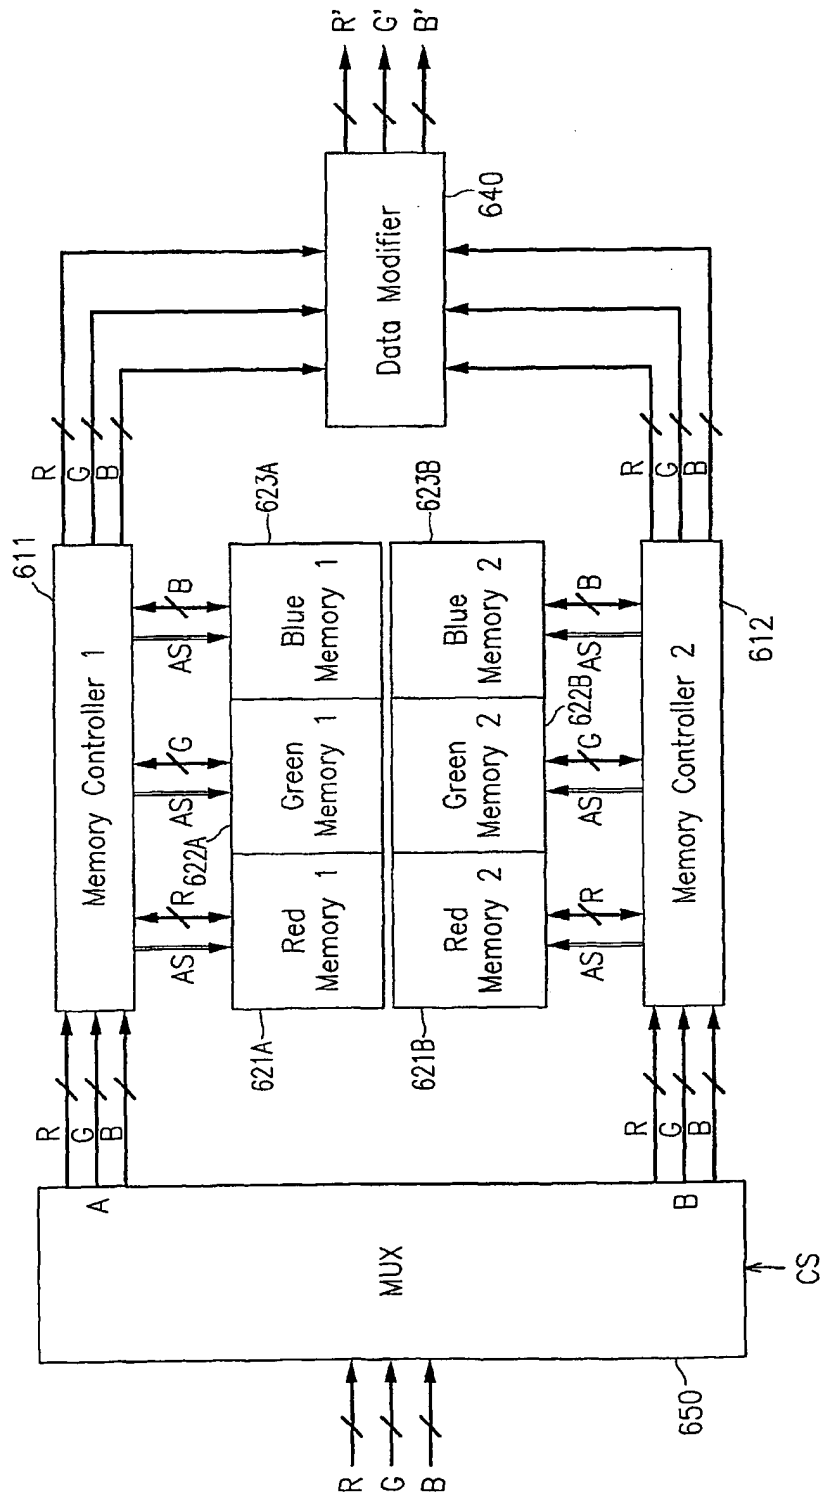 R
G
B
650
MUX
CS
A
B
R
G
B
R
G
B
611
Memory Controller 1
AS
R
AS
G
AS
B
621A
622A
623A
Red
Memory 1
Green
Memory 1
Blue
Memory 1
621B
622B
623B
Red
Memory 2
Green
Memory 2
Blue
Memory 2
AS
R
AS
G
AS
B
Memory Controller 2
612
R
G
B
R
G
B
Data Modifier
640
R'
G'
B'